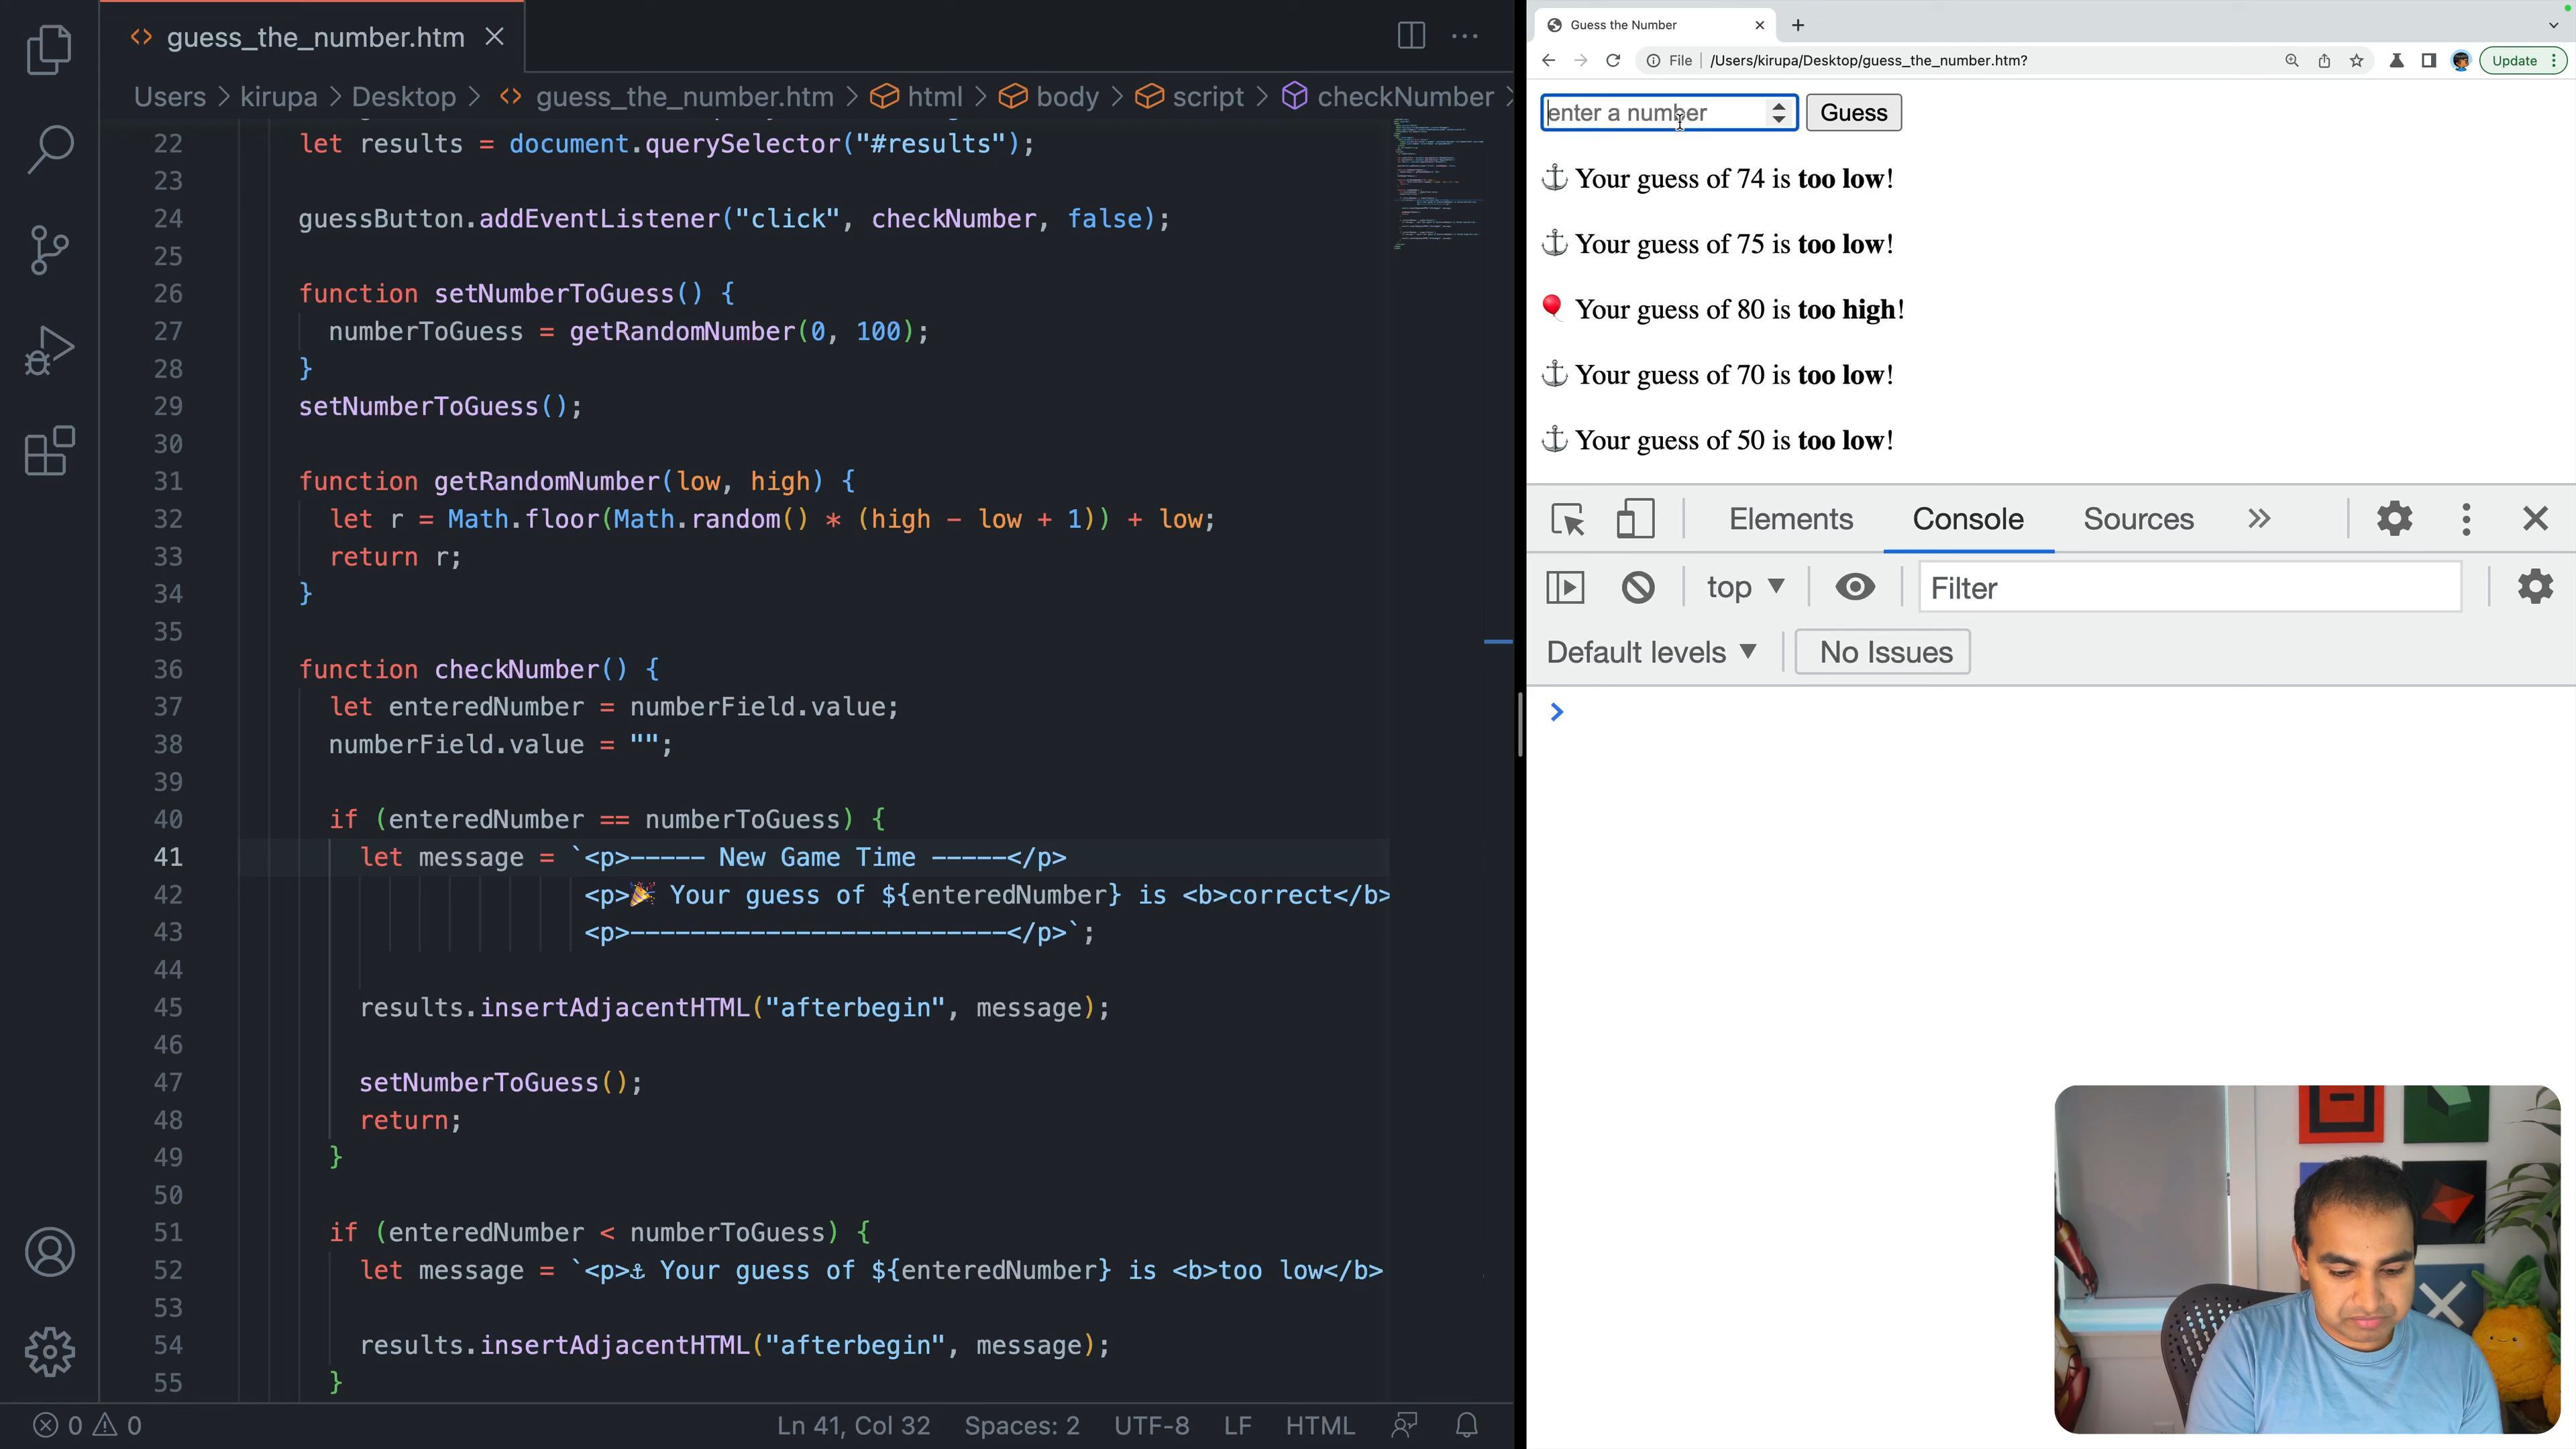 guess_the_number.htm
Users > kirupa > Desktop > <> guess_the_number.htm > html > body > script > checkNumber >
22 let results = document.querySelector("#results");
23
24 guessButton.addEventListener("click", checkNumber, false);
25
26 function setNumberToGuess() {
27 numberToGuess = getRandomNumber(0, 100);
28 }
29 setNumberToGuess();
30
31 function getRandomNumber(low, high) {
32 let r = Math.floor(Math.random() * (high - low + 1)) + low;
33 return r;
34 }
35
36 function checkNumber() {
37 let enteredNumber = numberField.value;
38 numberField.value = "";
39
40 if (enteredNumber == numberToGuess) {
41 let message = `<p>----- New Game Time -----</p>
42 <p>🎉 Your guess of ${enteredNumber} is <b>correct</b>
43 <p>-------------------------</p>`;
44
45 results.insertAdjacentHTML("afterbegin", message);
46
47 setNumberToGuess();
48 return;
49 }
50
51 if (enteredNumber < numberToGuess) {
52 let message = `<p>⚓ Your guess of ${enteredNumber} is <b>too low</b>
53
54 results.insertAdjacentHTML("afterbegin", message);
55 }
0 0 Ln 41, Col 32 Spaces: 2 UTF-8 LF HTML
Guess the Number
File /Users/kirupa/Desktop/guess_the_number.htm? Update
enter a number Guess
⚓ Your guess of 74 is too low!
⚓ Your guess of 75 is too low!
🎈 Your guess of 80 is too high!
⚓ Your guess of 70 is too low!
⚓ Your guess of 50 is too low!
Elements Console Sources »
top Filter
Default levels No Issues
>